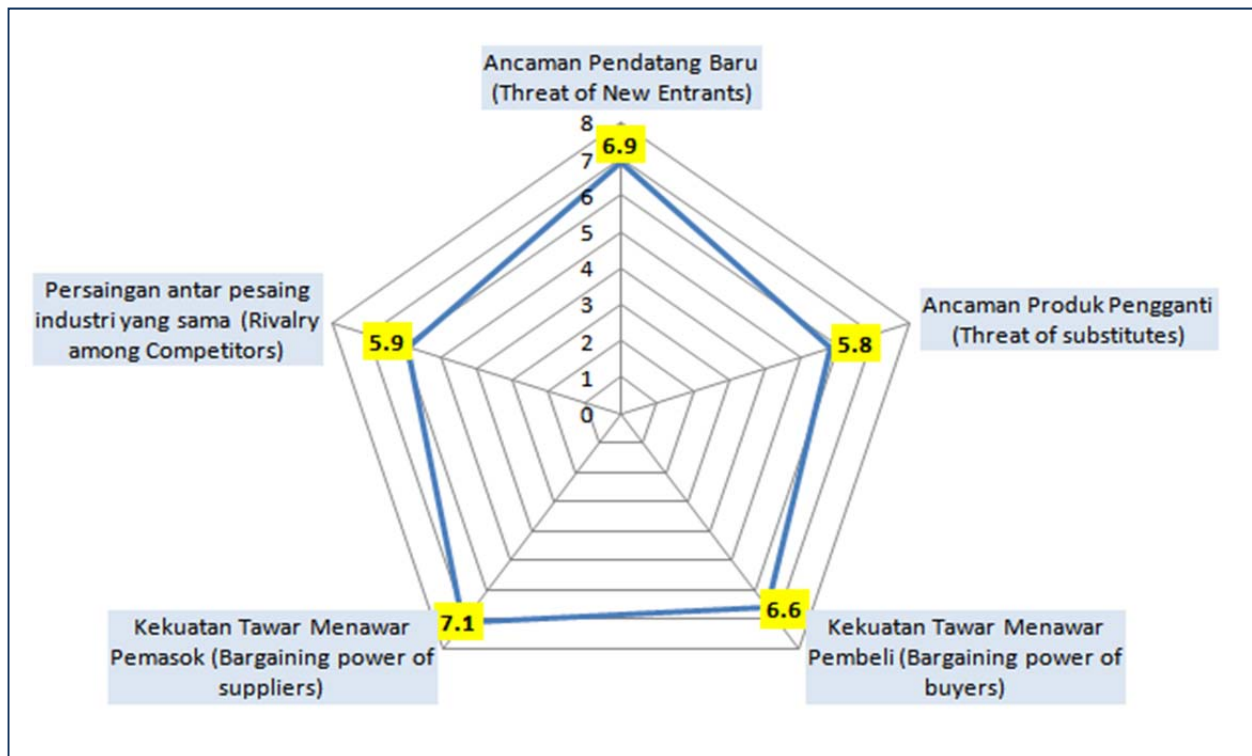 Ancaman Pendatang Baru
(Threat of New Entrants)
8
6.9
7
6
5
4
3
2
1
0
Persaingan antar pesaing
industri yang sama (Rivalry
among Competitors)
5.9
5.8
Ancaman Produk Pengganti
(Threat of substitutes)
7.1
6.6
Kekuatan Tawar Menawar
Pemasok (Bargaining power of
suppliers)
Kekuatan Tawar Menawar
Pembeli (Bargaining power of
buyers)